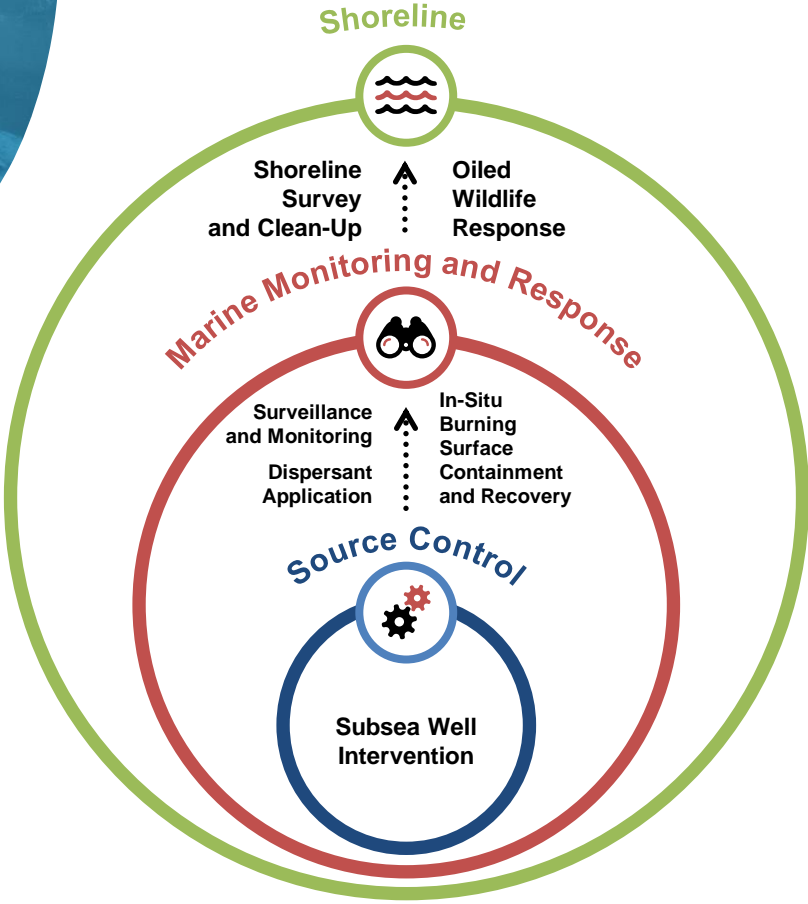 Shoreline
Shoreline
Survey
and Clean-Up
Oiled
Wildlife
Response
Marine Monitoring and Response
Surveillance
and Monitoring
Dispersant
Application
In-Situ
Burning
Surface
Containment
and Recovery
Source Control
Subsea Well
Intervention